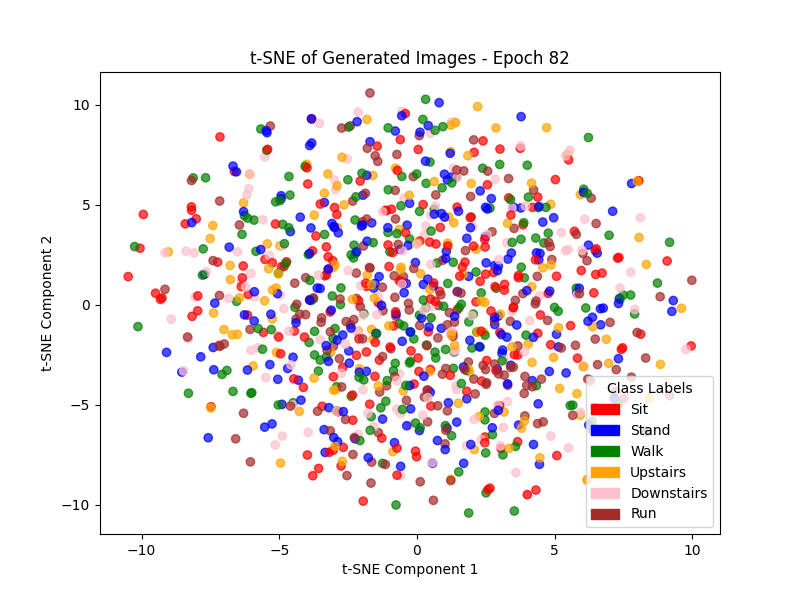 t-SNE of Generated Images - Epoch 82
t-SNE Component 2
10
5
0
−5
−10
Class Labels
Sit
Stand
Walk
Upstairs
Downstairs
Run
−10
−5
0
5
10
t-SNE Component 1